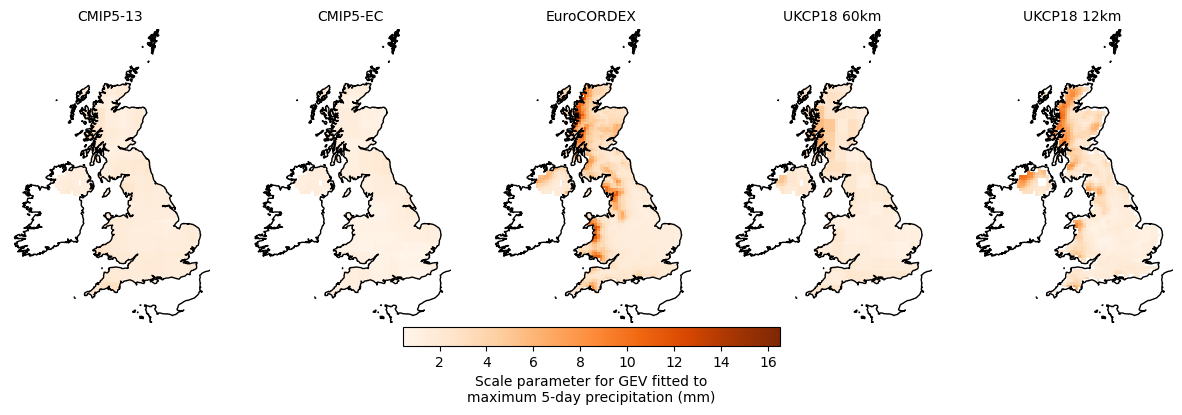 CMIP5-13
CMIP5-EC
EuroCORDEX
UKCP18 60km
UKCP18 12km
2 4 6 8 10 12 14 16
Scale parameter for GEV fitted to
maximum 5-day precipitation (mm)